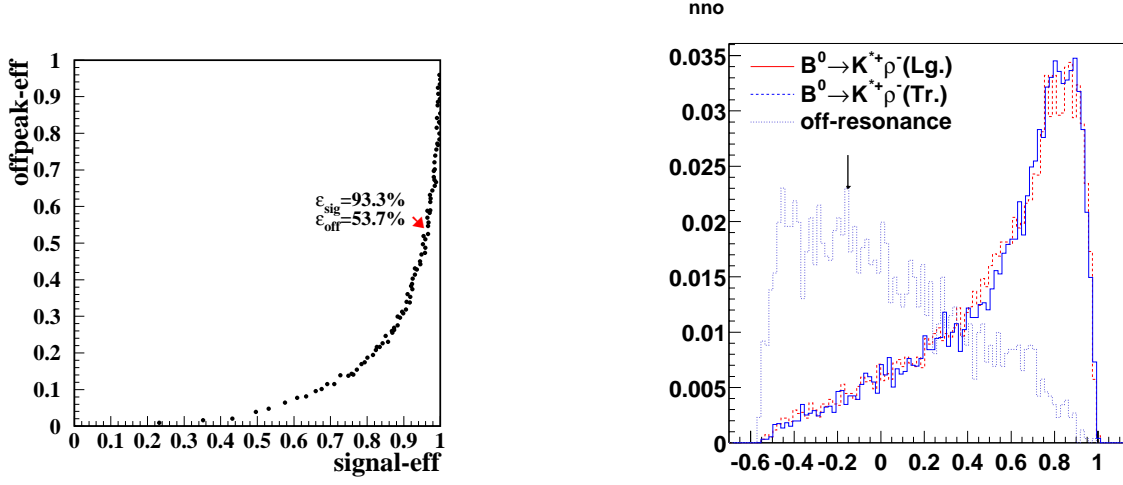 nno
1
0.9
0.8
0.7
0.6
0.5
0.4
0.3
0.2
0.1
0
offpeak-eff
εsig=93.3%
εoff=53.7%
0 0.1 0.2 0.3 0.4 0.5 0.6 0.7 0.8 0.9 1
signal-eff
0.035
0.03
0.025
0.02
0.015
0.01
0.005
0
B⁰→K*⁺ρ⁻(Lg.)
B⁰→K*⁺ρ⁻(Tr.)
off-resonance
-0.6 -0.4 -0.2 0 0.2 0.4 0.6 0.8 1